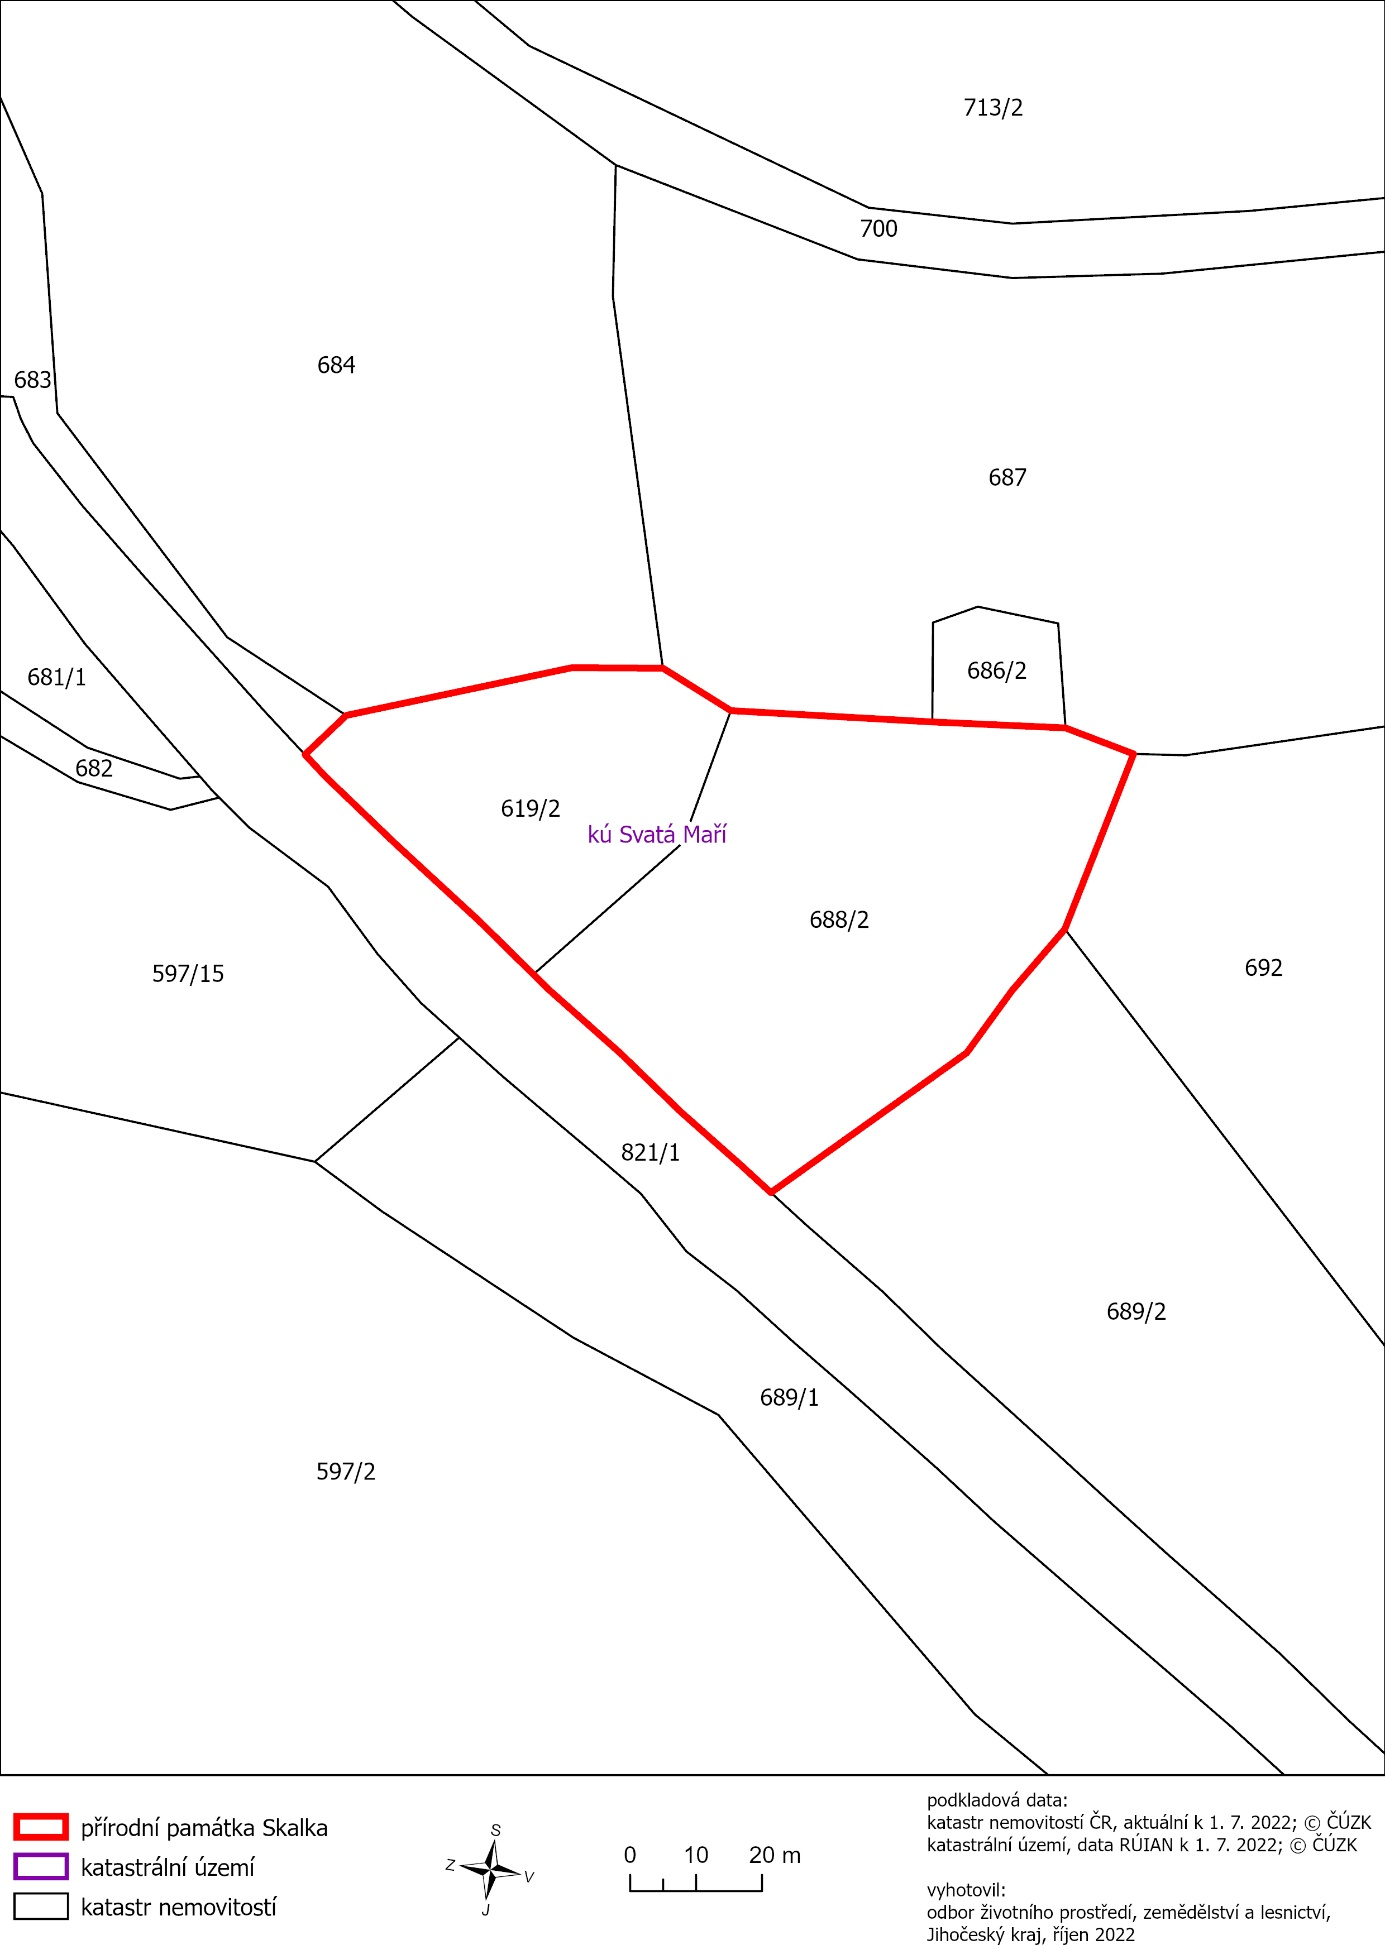 713/2
700
684
683
687
686/2
681/1
682
619/2
kú Svatá Maří
688/2
692
597/15
821/1
689/2
689/1
597/2
přírodní památka Skalka
katastrální území
katastr nemovitostí
S
Z
V
J
0 10 20 m
podkladová data:
katastr nemovitostí ČR, aktuální k 1. 7. 2022; © ČÚZK
katastrální území, data RÚIAN k 1. 7. 2022; © ČÚZK
vyhotovil:
odbor životního prostředí, zemědělství a lesnictví,
Jihočeský kraj, říjen 2022